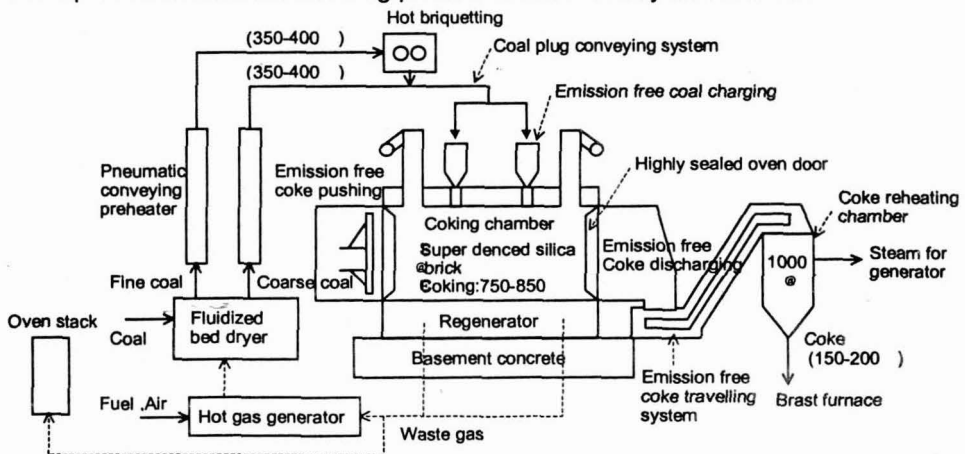 Hot briquetting
(350-400 )
(350-400 )
Coal plug conveying system
Emission free coal charging
Pneumatic
conveying
preheater
Emission free
coke pushing
Highly sealed oven door
Coke reheating
chamber
Coking chamber
Super denced silica
@brick
Coking:750-850
Emission free
Coke discharging
1000
@
Steam for
generator
Fine coal
Coarse coal
Oven stack
Coal
Fluidized
bed dryer
Regenerator
Basement concrete
Coke
(150-200 )
Emission free
coke travelling
system
Brast furnace
Fuel .Air
Hot gas generator
Waste gas